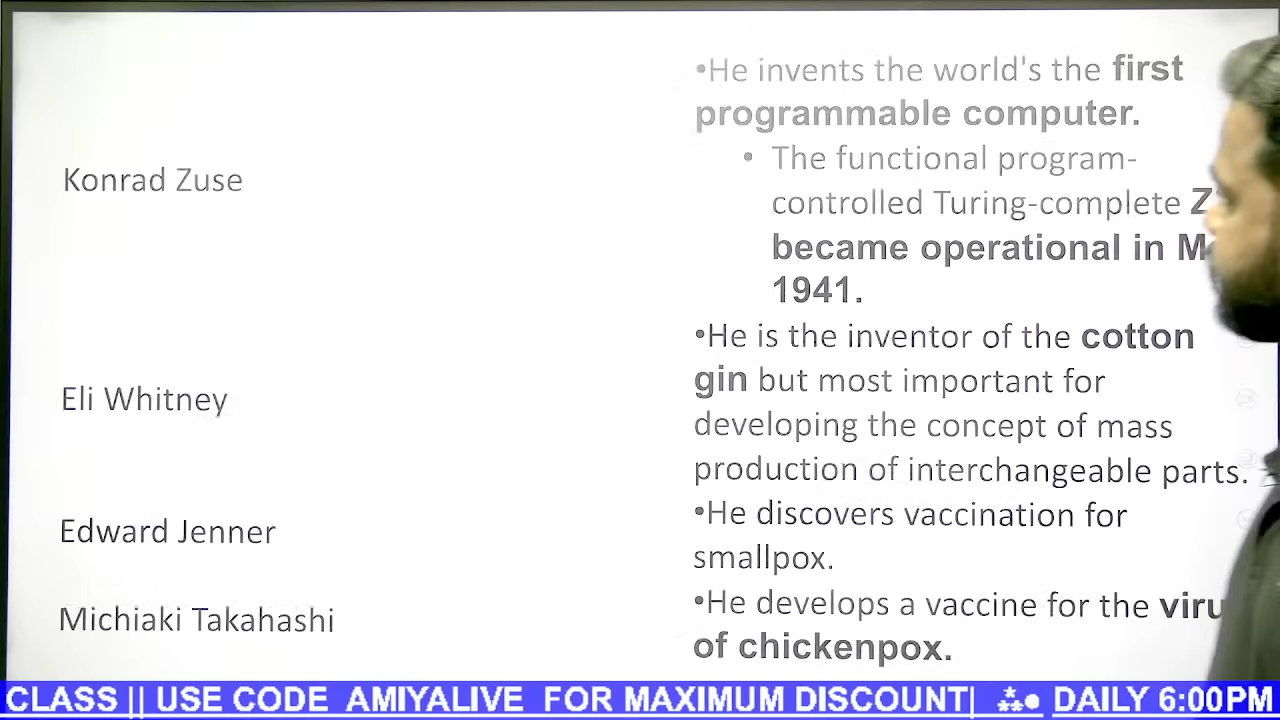 •He invents the world's the first
programmable computer.
• The functional program-
controlled Turing-complete
became operational in
1941.
Konrad Zuse
•He is the inventor of the cotton
gin but most important for
developing the concept of mass
production of interchangeable parts.
Eli Whitney
•He discovers vaccination for
smallpox.
Edward Jenner
•He develops a vaccine for the
of chickenpox.
Michiaki Takahashi
CLASS || USE CODE AMIYALIVE FOR MAXIMUM DISCOUNT| DAILY 6:00PM